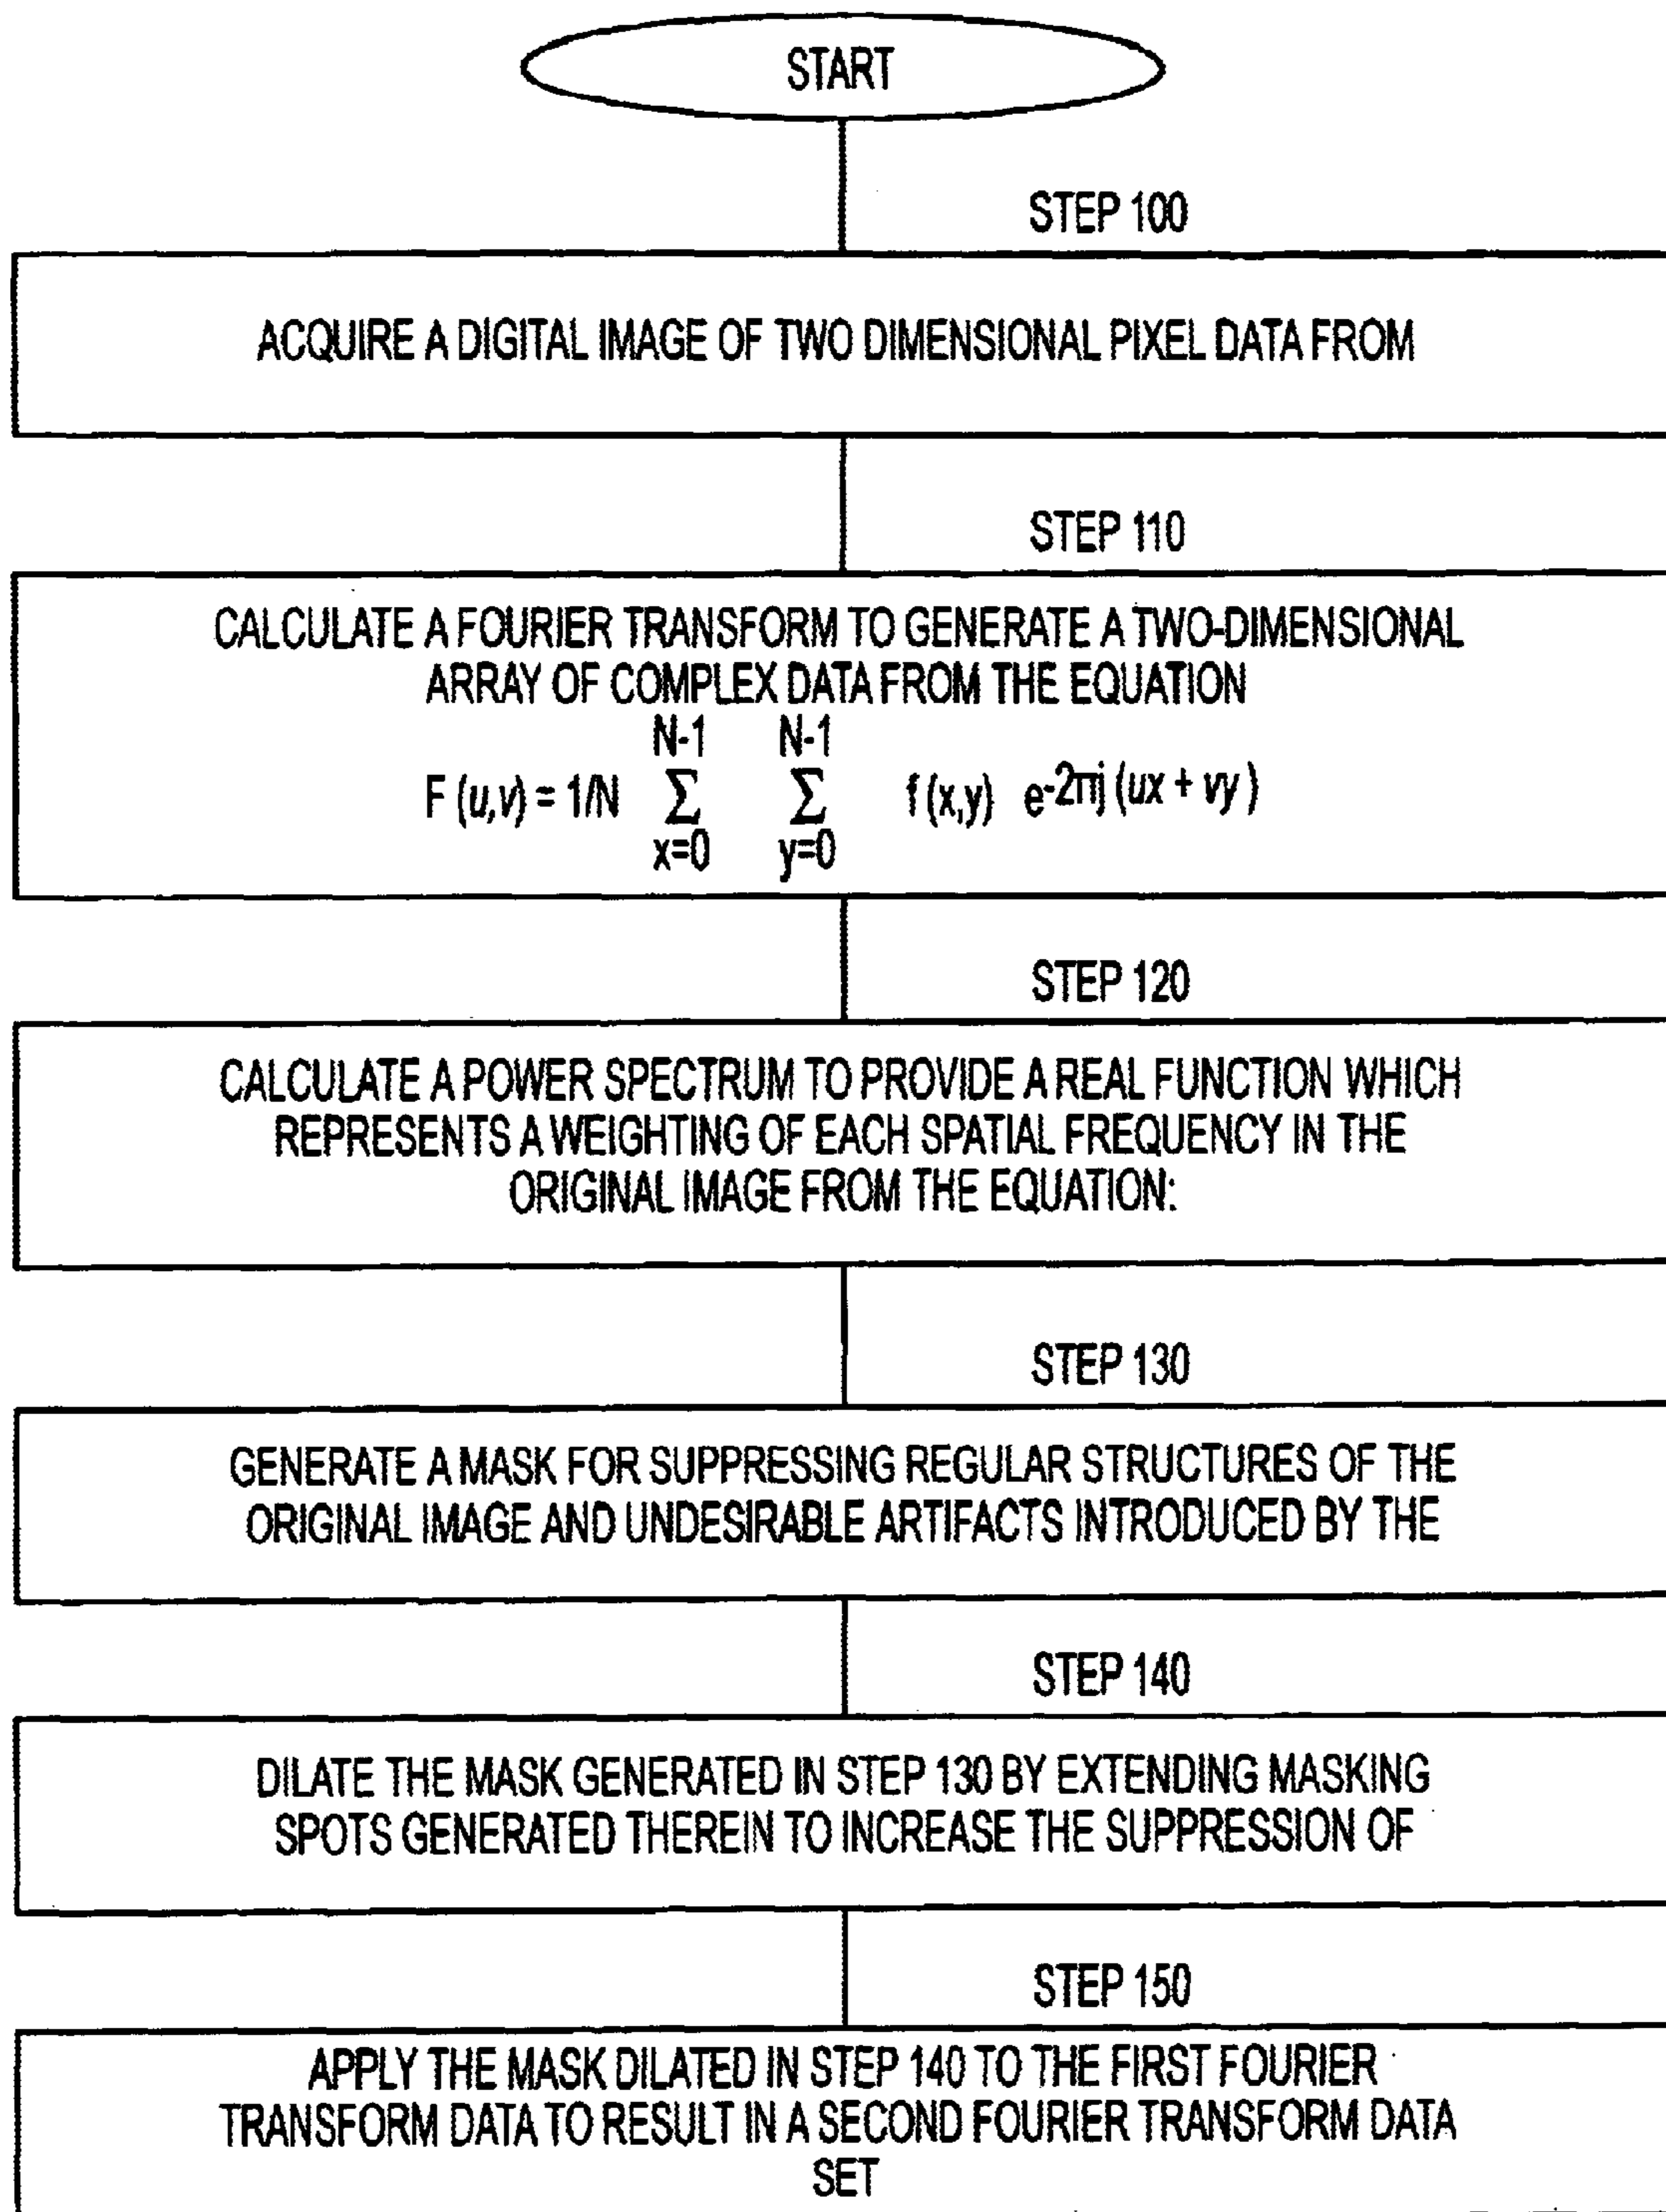 START
STEP 100
ACQUIRE A DIGITAL IMAGE OF TWO DIMENSIONAL PIXEL DATA FROM
STEP 110
CALCULATE A FOURIER TRANSFORM TO GENERATE A TWO-DIMENSIONAL
ARRAY OF COMPLEX DATA FROM THE EQUATION
N-1 N-1
F (u,v) = 1/N Σ Σ f (x,y) e^-2πj (ux + vy)
x=0 y=0
STEP 120
CALCULATE A POWER SPECTRUM TO PROVIDE A REAL FUNCTION WHICH
REPRESENTS A WEIGHTING OF EACH SPATIAL FREQUENCY IN THE
ORIGINAL IMAGE FROM THE EQUATION:
STEP 130
GENERATE A MASK FOR SUPPRESSING REGULAR STRUCTURES OF THE
ORIGINAL IMAGE AND UNDESIRABLE ARTIFACTS INTRODUCED BY THE
STEP 140
DILATE THE MASK GENERATED IN STEP 130 BY EXTENDING MASKING
SPOTS GENERATED THEREIN TO INCREASE THE SUPPRESSION OF
STEP 150
APPLY THE MASK DILATED IN STEP 140 TO THE FIRST FOURIER
TRANSFORM DATA TO RESULT IN A SECOND FOURIER TRANSFORM DATA
SET